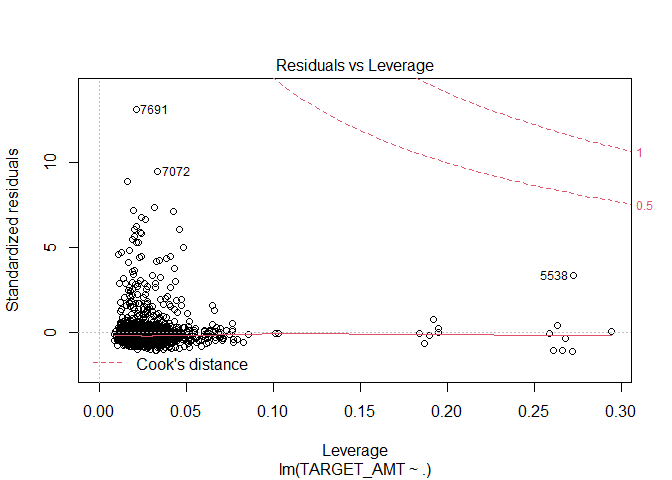 Residuals vs Leverage
Standardized residuals
10
5
0
7691
7072
5538
1
0.5
Cook's distance
0.00 0.05 0.10 0.15 0.20 0.25 0.30
Leverage
lm(TARGET_AMT ~ .)